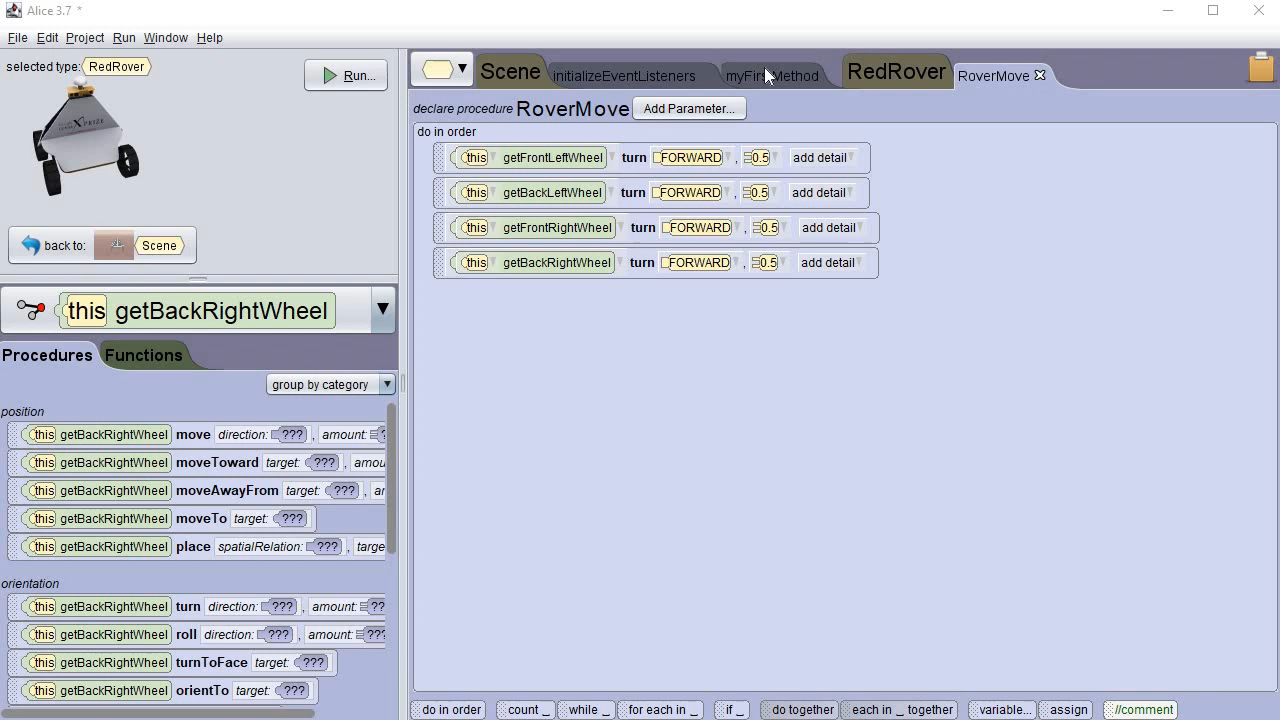 Alice 3.7 *
File Edit Project Run Window Help
selected type: RedRover
Run...
X PRIZE
back to: Scene
this getBackRightWheel
Procedures Functions
group by category
position
this getBackRightWheel move direction: ??? , amount:
this getBackRightWheel moveToward target: ??? , amou
this getBackRightWheel moveAwayFrom target: ??? , ar
this getBackRightWheel moveTo target: ???
this getBackRightWheel place spatialRelation: ??? , targe
orientation
this getBackRightWheel turn direction: ??? , amount: ??
this getBackRightWheel roll direction: ??? , amount: ???
this getBackRightWheel turnToFace target: ???
this getBackRightWheel orientTo target: ???
Scene initializeEventListeners RedRover RoverMove
declare procedure RoverMove Add Parameter...
do in order
this getFrontLeftWheel turn FORWARD , 0.5 add detail
this getBackLeftWheel turn FORWARD , 0.5 add detail
this getFrontRightWheel turn FORWARD , 0.5 add detail
this getBackRightWheel turn FORWARD , 0.5 add detail
do in order count _ while _ for each in _ if _ do together each in _ together variable... assign //comment